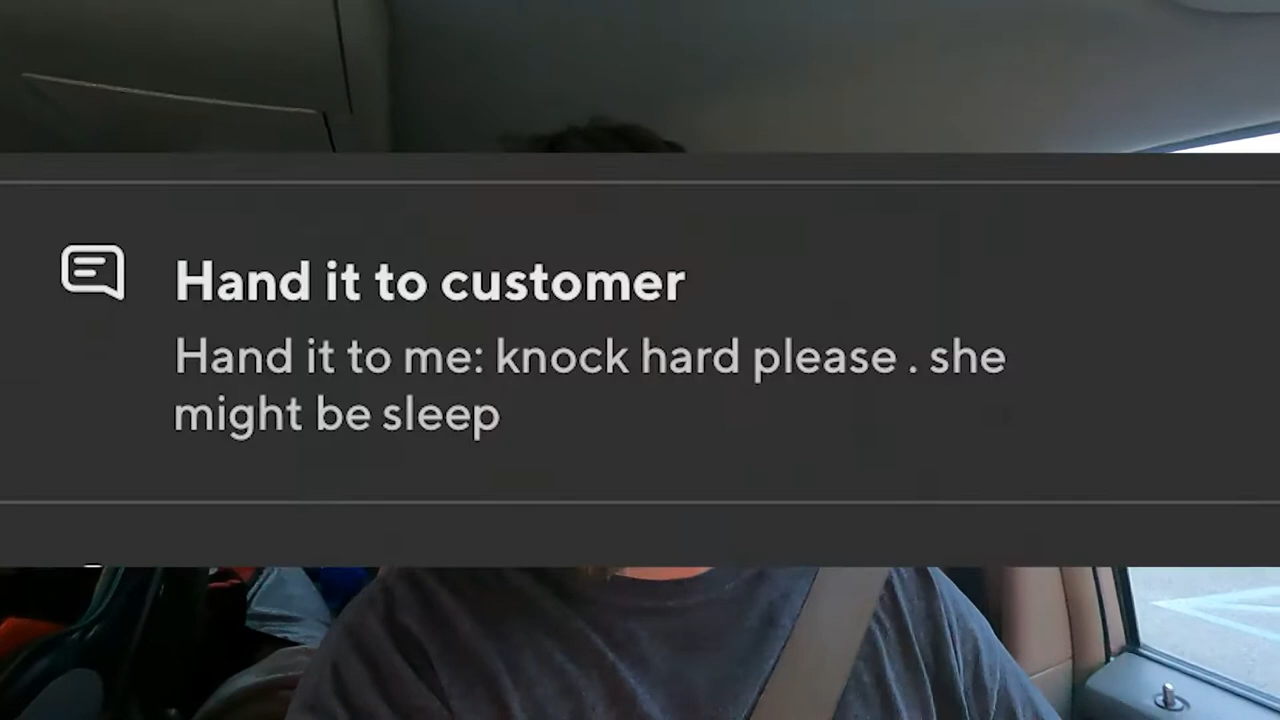 Hand it to customer
Hand it to me: knock hard please . she
might be sleep